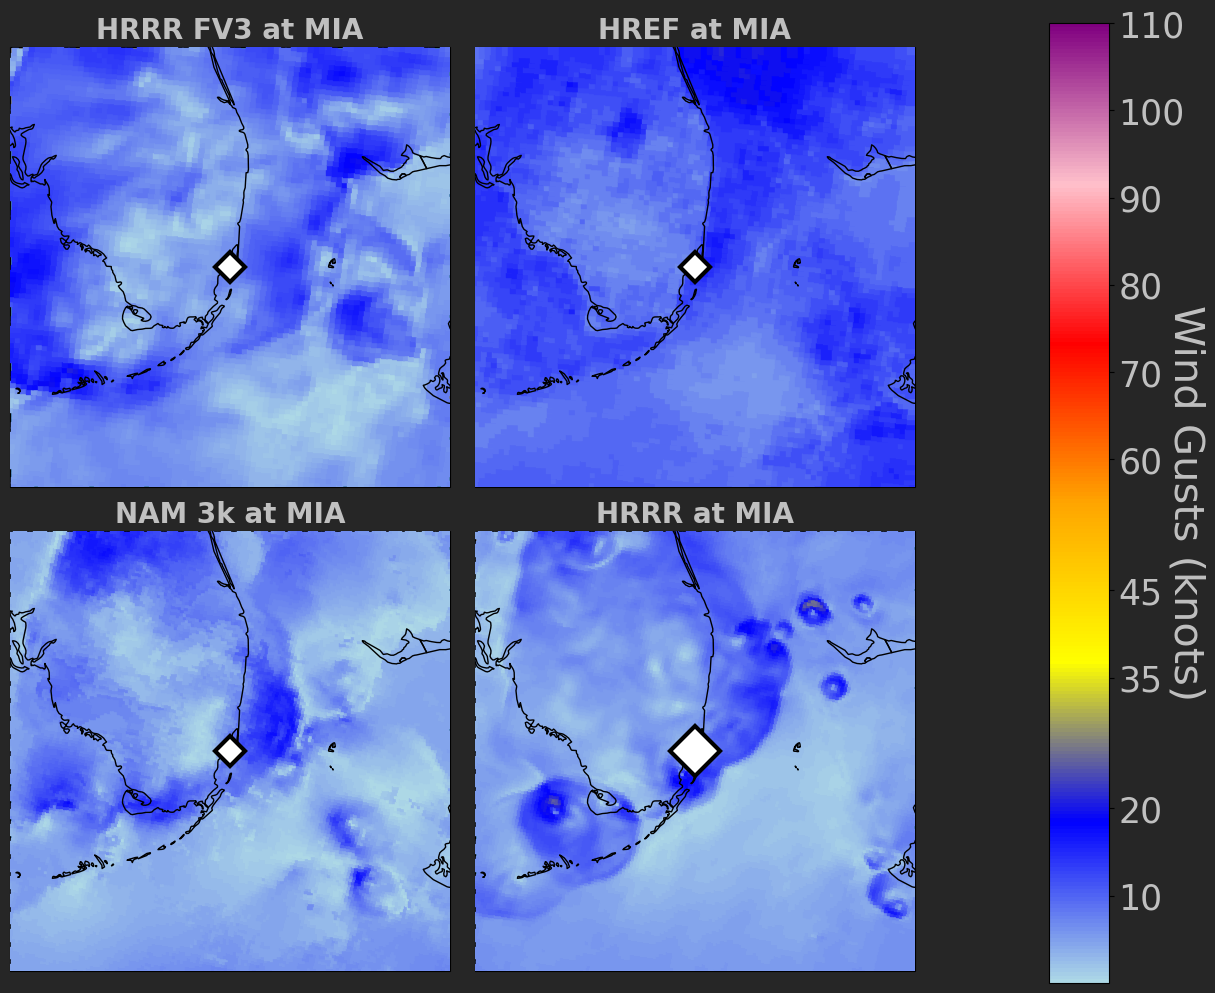 HRRR FV3 at MIA
HREF at MIA
NAM 3k at MIA
HRRR at MIA
110
100
90
80
70
60
45
35
20
10
Wind Gusts (knots)